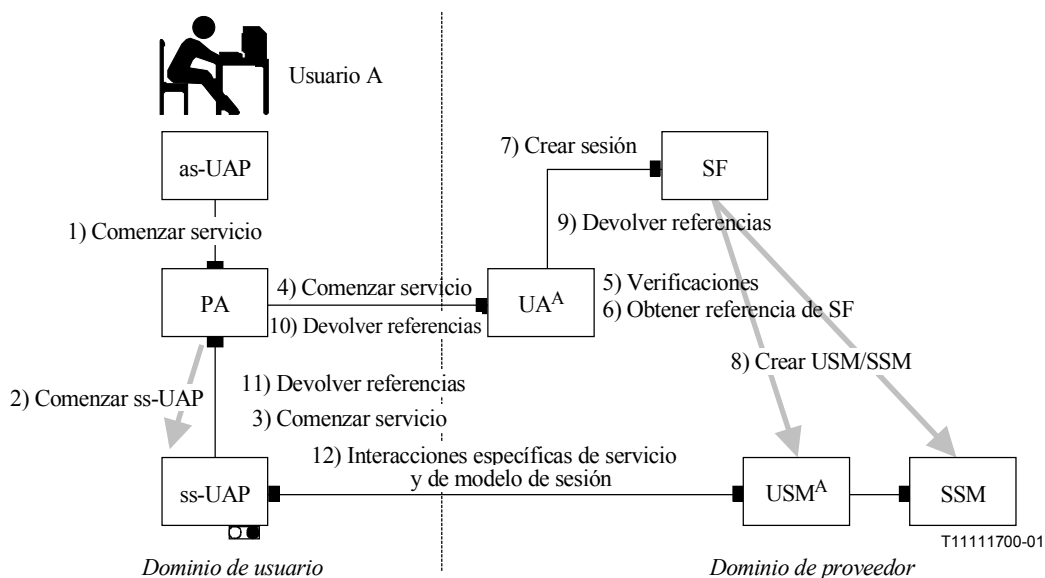 Usuario A
as-UAP
7) Crear sesión
SF
1) Comenzar servicio
9) Devolver referencias
PA
4) Comenzar servicio
10) Devolver referencias
UAᴬ
5) Verificaciones
6) Obtener referencia de SF
2) Comenzar ss-UAP
11) Devolver referencias
3) Comenzar servicio
8) Crear USM/SSM
12) Interacciones específicas de servicio
y de modelo de sesión
ss-UAP
USMᴬ
SSM
T11111700-01
Dominio de usuario
Dominio de proveedor